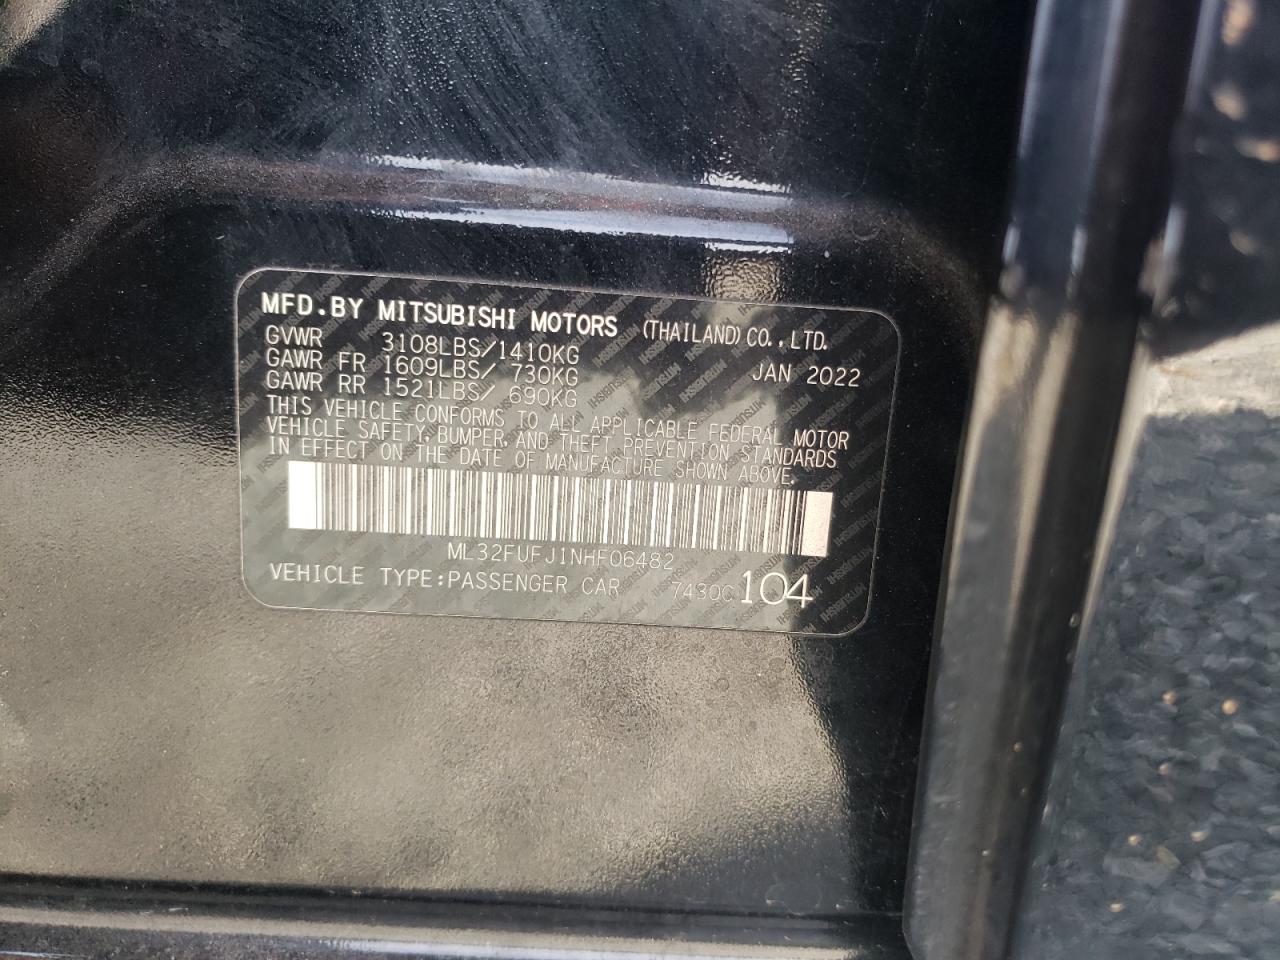 MFD.BY MITSUBISHI MOTORS (THAILAND) CO.,LTD.
GVWR 3108LBS/1410KG
GAWR FR 1609LBS/ 730KG JAN 2022
GAWR RR 1521LBS/ 690KG
THIS VEHICLE CONFORMS TO ALL APPLICABLE FEDERAL MOTOR
VEHICLE SAFETY, BUMPER, AND THEFT PREVENTION STANDARDS
IN EFFECT ON THE DATE OF MANUFACTURE SHOWN ABOVE.
ML32FUFJ1NHF06482
VEHICLE TYPE:PASSENGER CAR 7430C 104